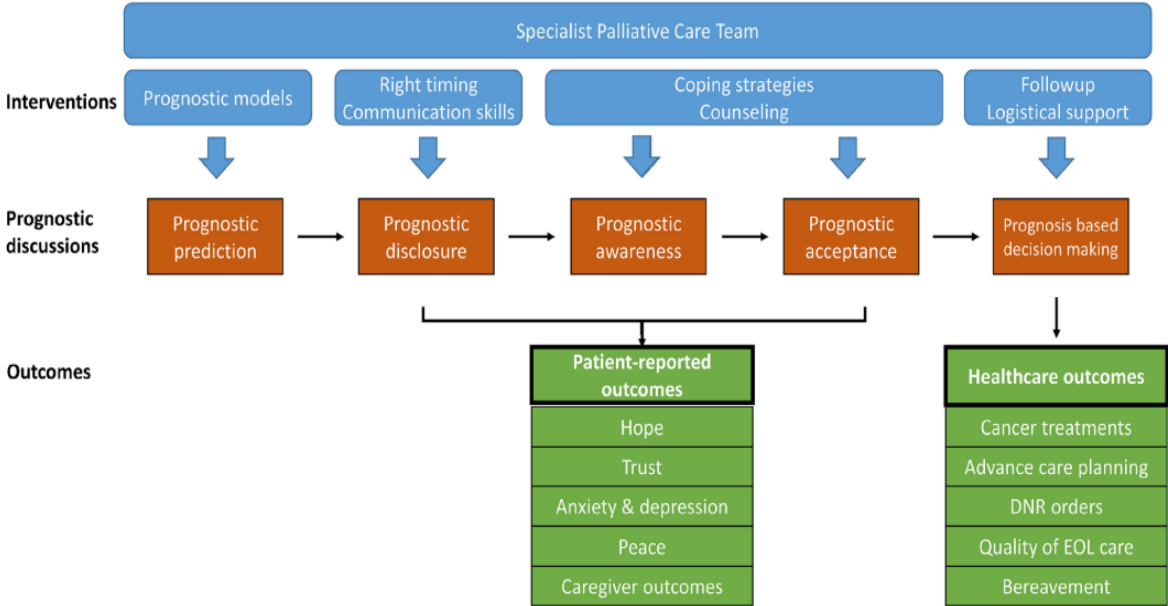 Specialist Palliative Care Team
Interventions
Prognostic models
Right timing
Communication skills
Coping strategies
Counseling
Followup
Logistical support
Prognostic
discussions
Prognostic
prediction
Prognostic
disclosure
Prognostic
awareness
Prognostic
acceptance
Prognosis based
decision making
Outcomes
Patient-reported
outcomes
Hope
Trust
Anxiety & depression
Peace
Caregiver outcomes
Healthcare outcomes
Cancer treatments
Advance care planning
DNR orders
Quality of EOL care
Bereavement